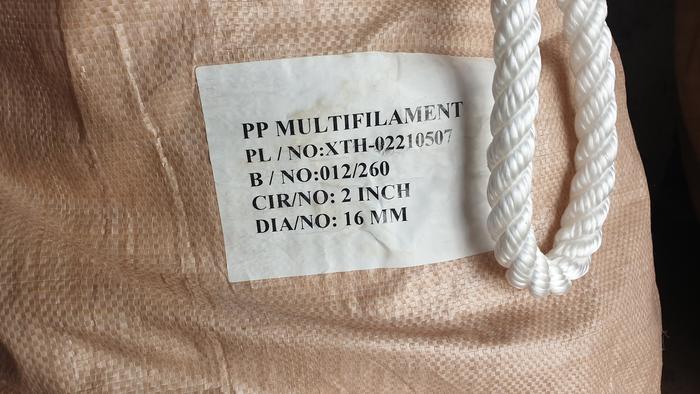 PP MULTIFILAMENT
PL / NO:XTH-02210507
B / NO:012/260
CIR/NO: 2 INCH
DIA/NO: 16 MM